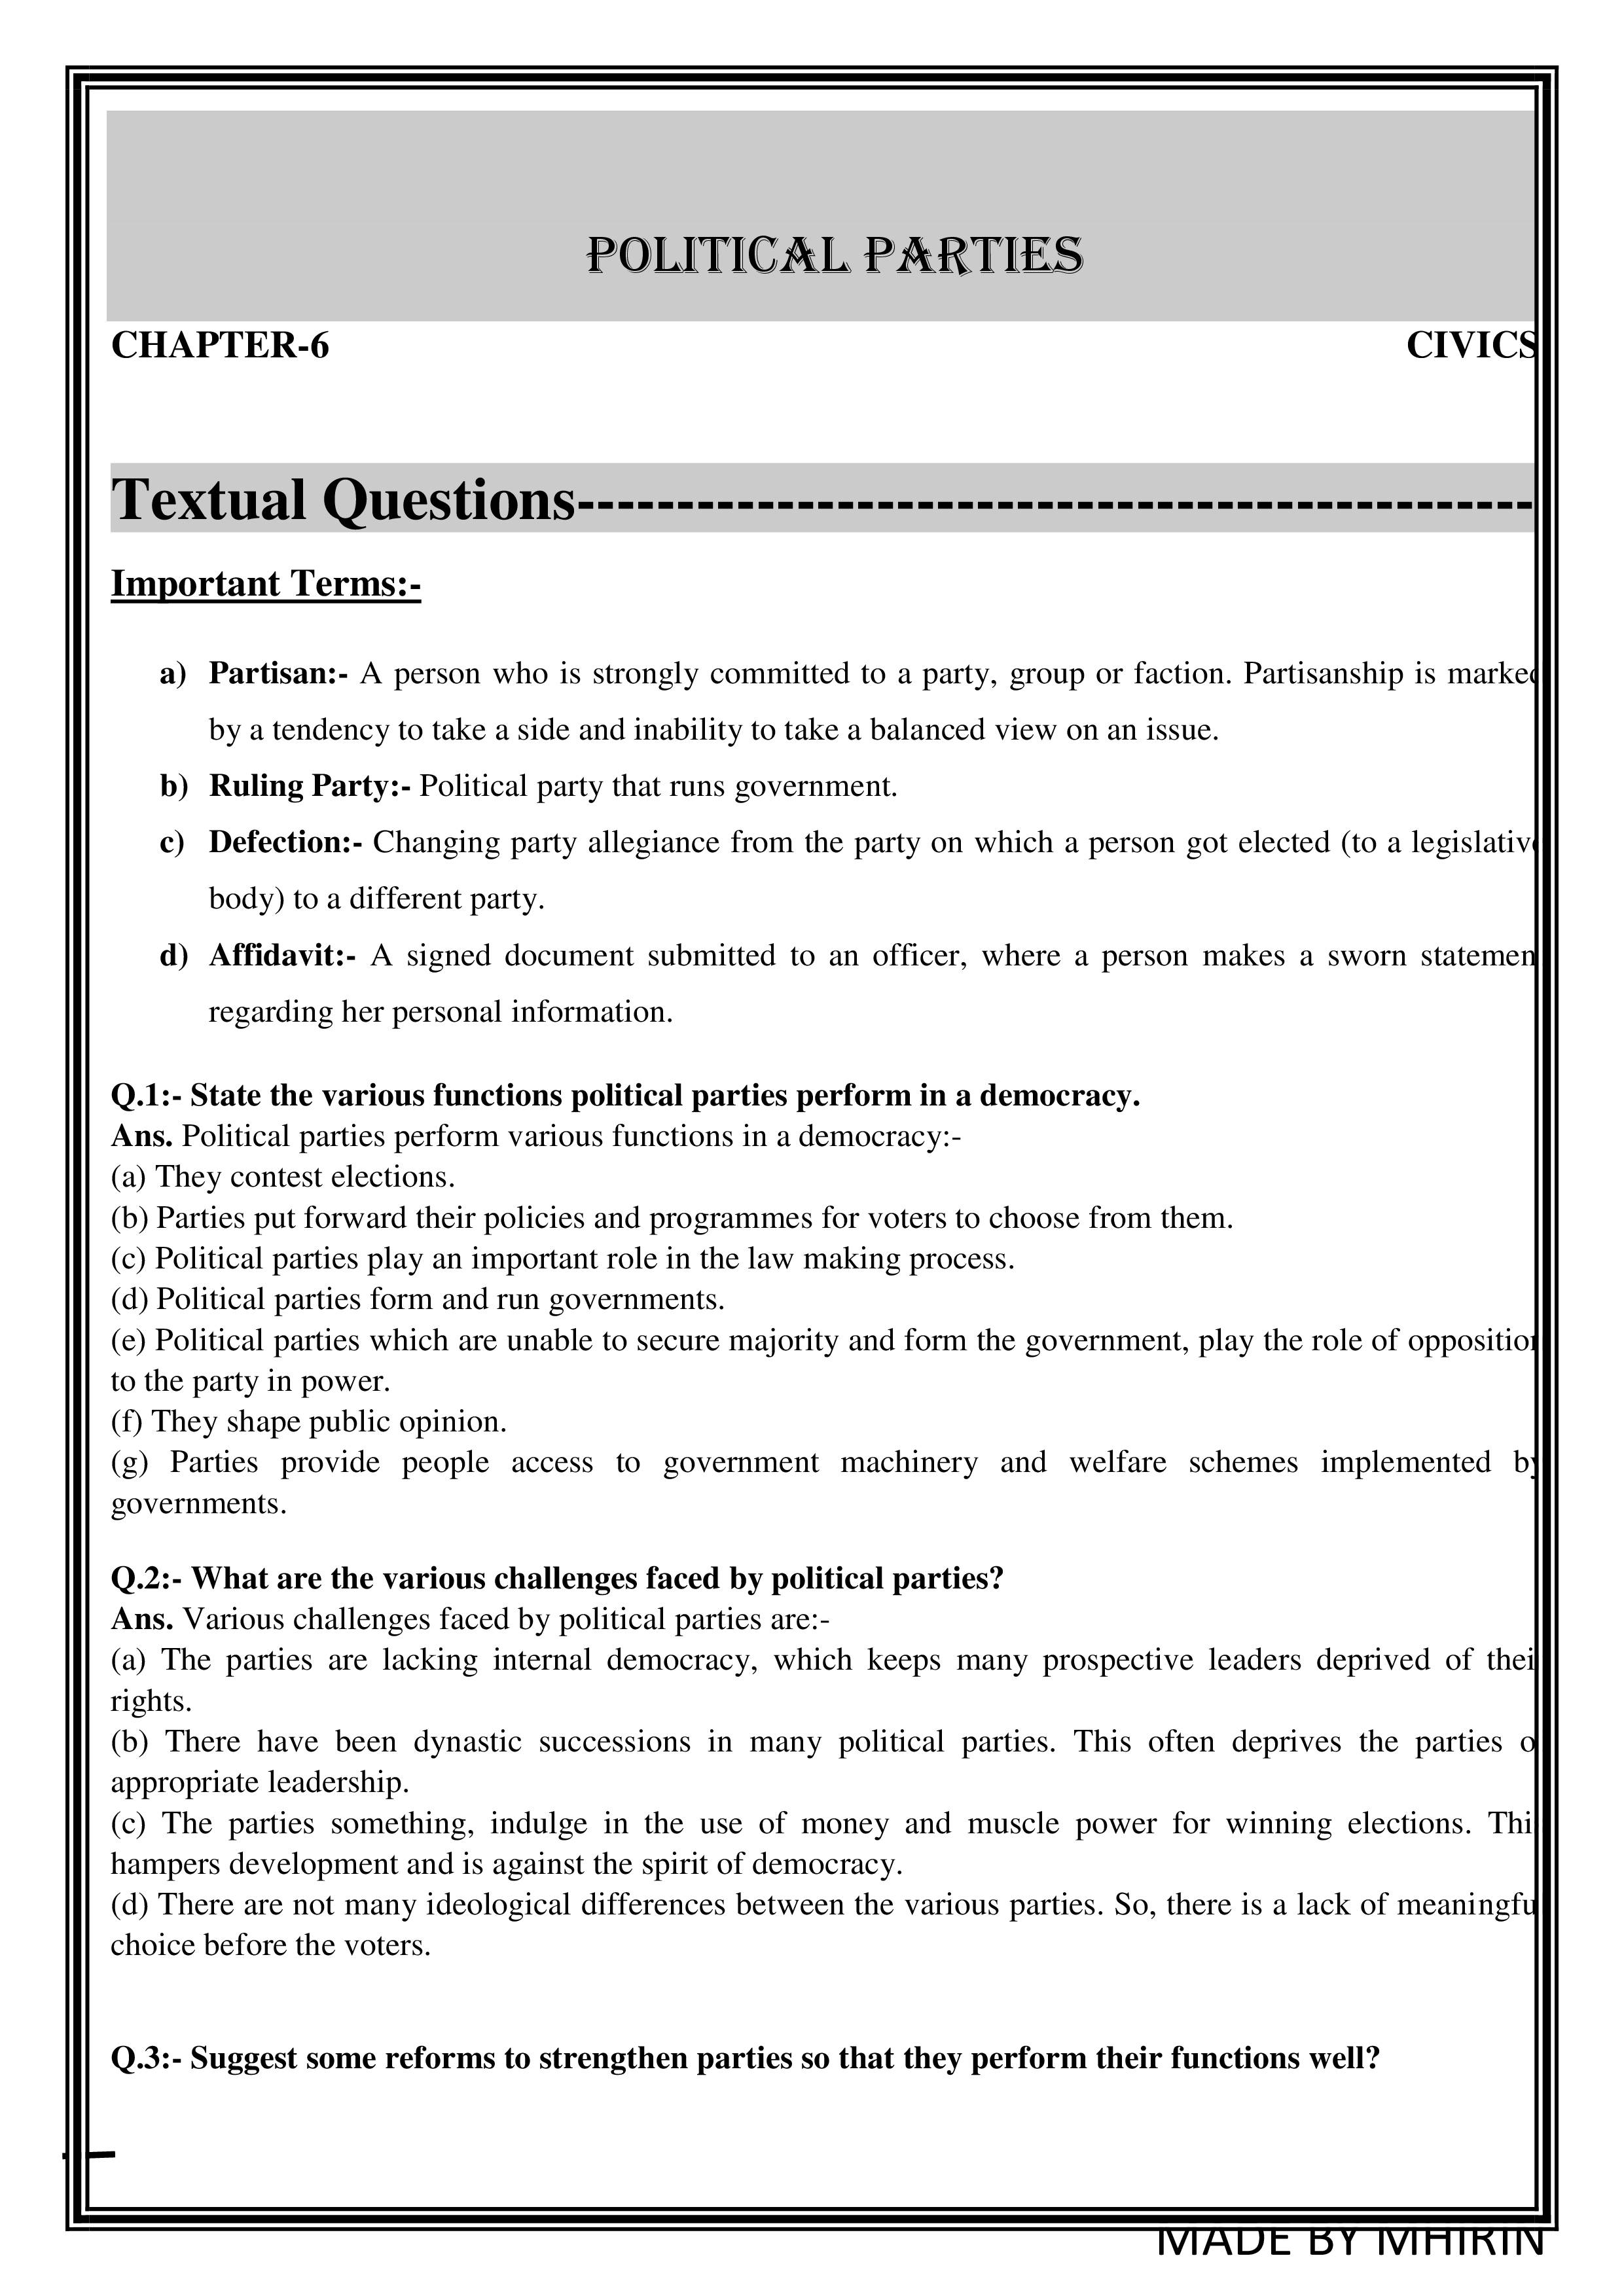 POLITICAL PARTIES
CHAPTER-6 CIVICS
Textual Questions------------------------------------------------
Important Terms:-
a) Partisan:- A person who is strongly committed to a party, group or faction. Partisanship is marked
by a tendency to take a side and inability to take a balanced view on an issue.
b) Ruling Party:- Political party that runs government.
c) Defection:- Changing party allegiance from the party on which a person got elected (to a legislative
body) to a different party.
d) Affidavit:- A signed document submitted to an officer, where a person makes a sworn statemen
regarding her personal information.
Q.1:- State the various functions political parties perform in a democracy.
Ans. Political parties perform various functions in a democracy:-
(a) They contest elections.
(b) Parties put forward their policies and programmes for voters to choose from them.
(c) Political parties play an important role in the law making process.
(d) Political parties form and run governments.
(e) Political parties which are unable to secure majority and form the government, play the role of opposition
to the party in power.
(f) They shape public opinion.
(g) Parties provide people access to government machinery and welfare schemes implemented by
governments.
Q.2:- What are the various challenges faced by political parties?
Ans. Various challenges faced by political parties are:-
(a) The parties are lacking internal democracy, which keeps many prospective leaders deprived of thei
rights.
(b) There have been dynastic successions in many political parties. This often deprives the parties o
appropriate leadership.
(c) The parties something, indulge in the use of money and muscle power for winning elections. Thi
hampers development and is against the spirit of democracy.
(d) There are not many ideological differences between the various parties. So, there is a lack of meaningfu
choice before the voters.
Q.3:- Suggest some reforms to strengthen parties so that they perform their functions well?
MADE BY MHIRIN